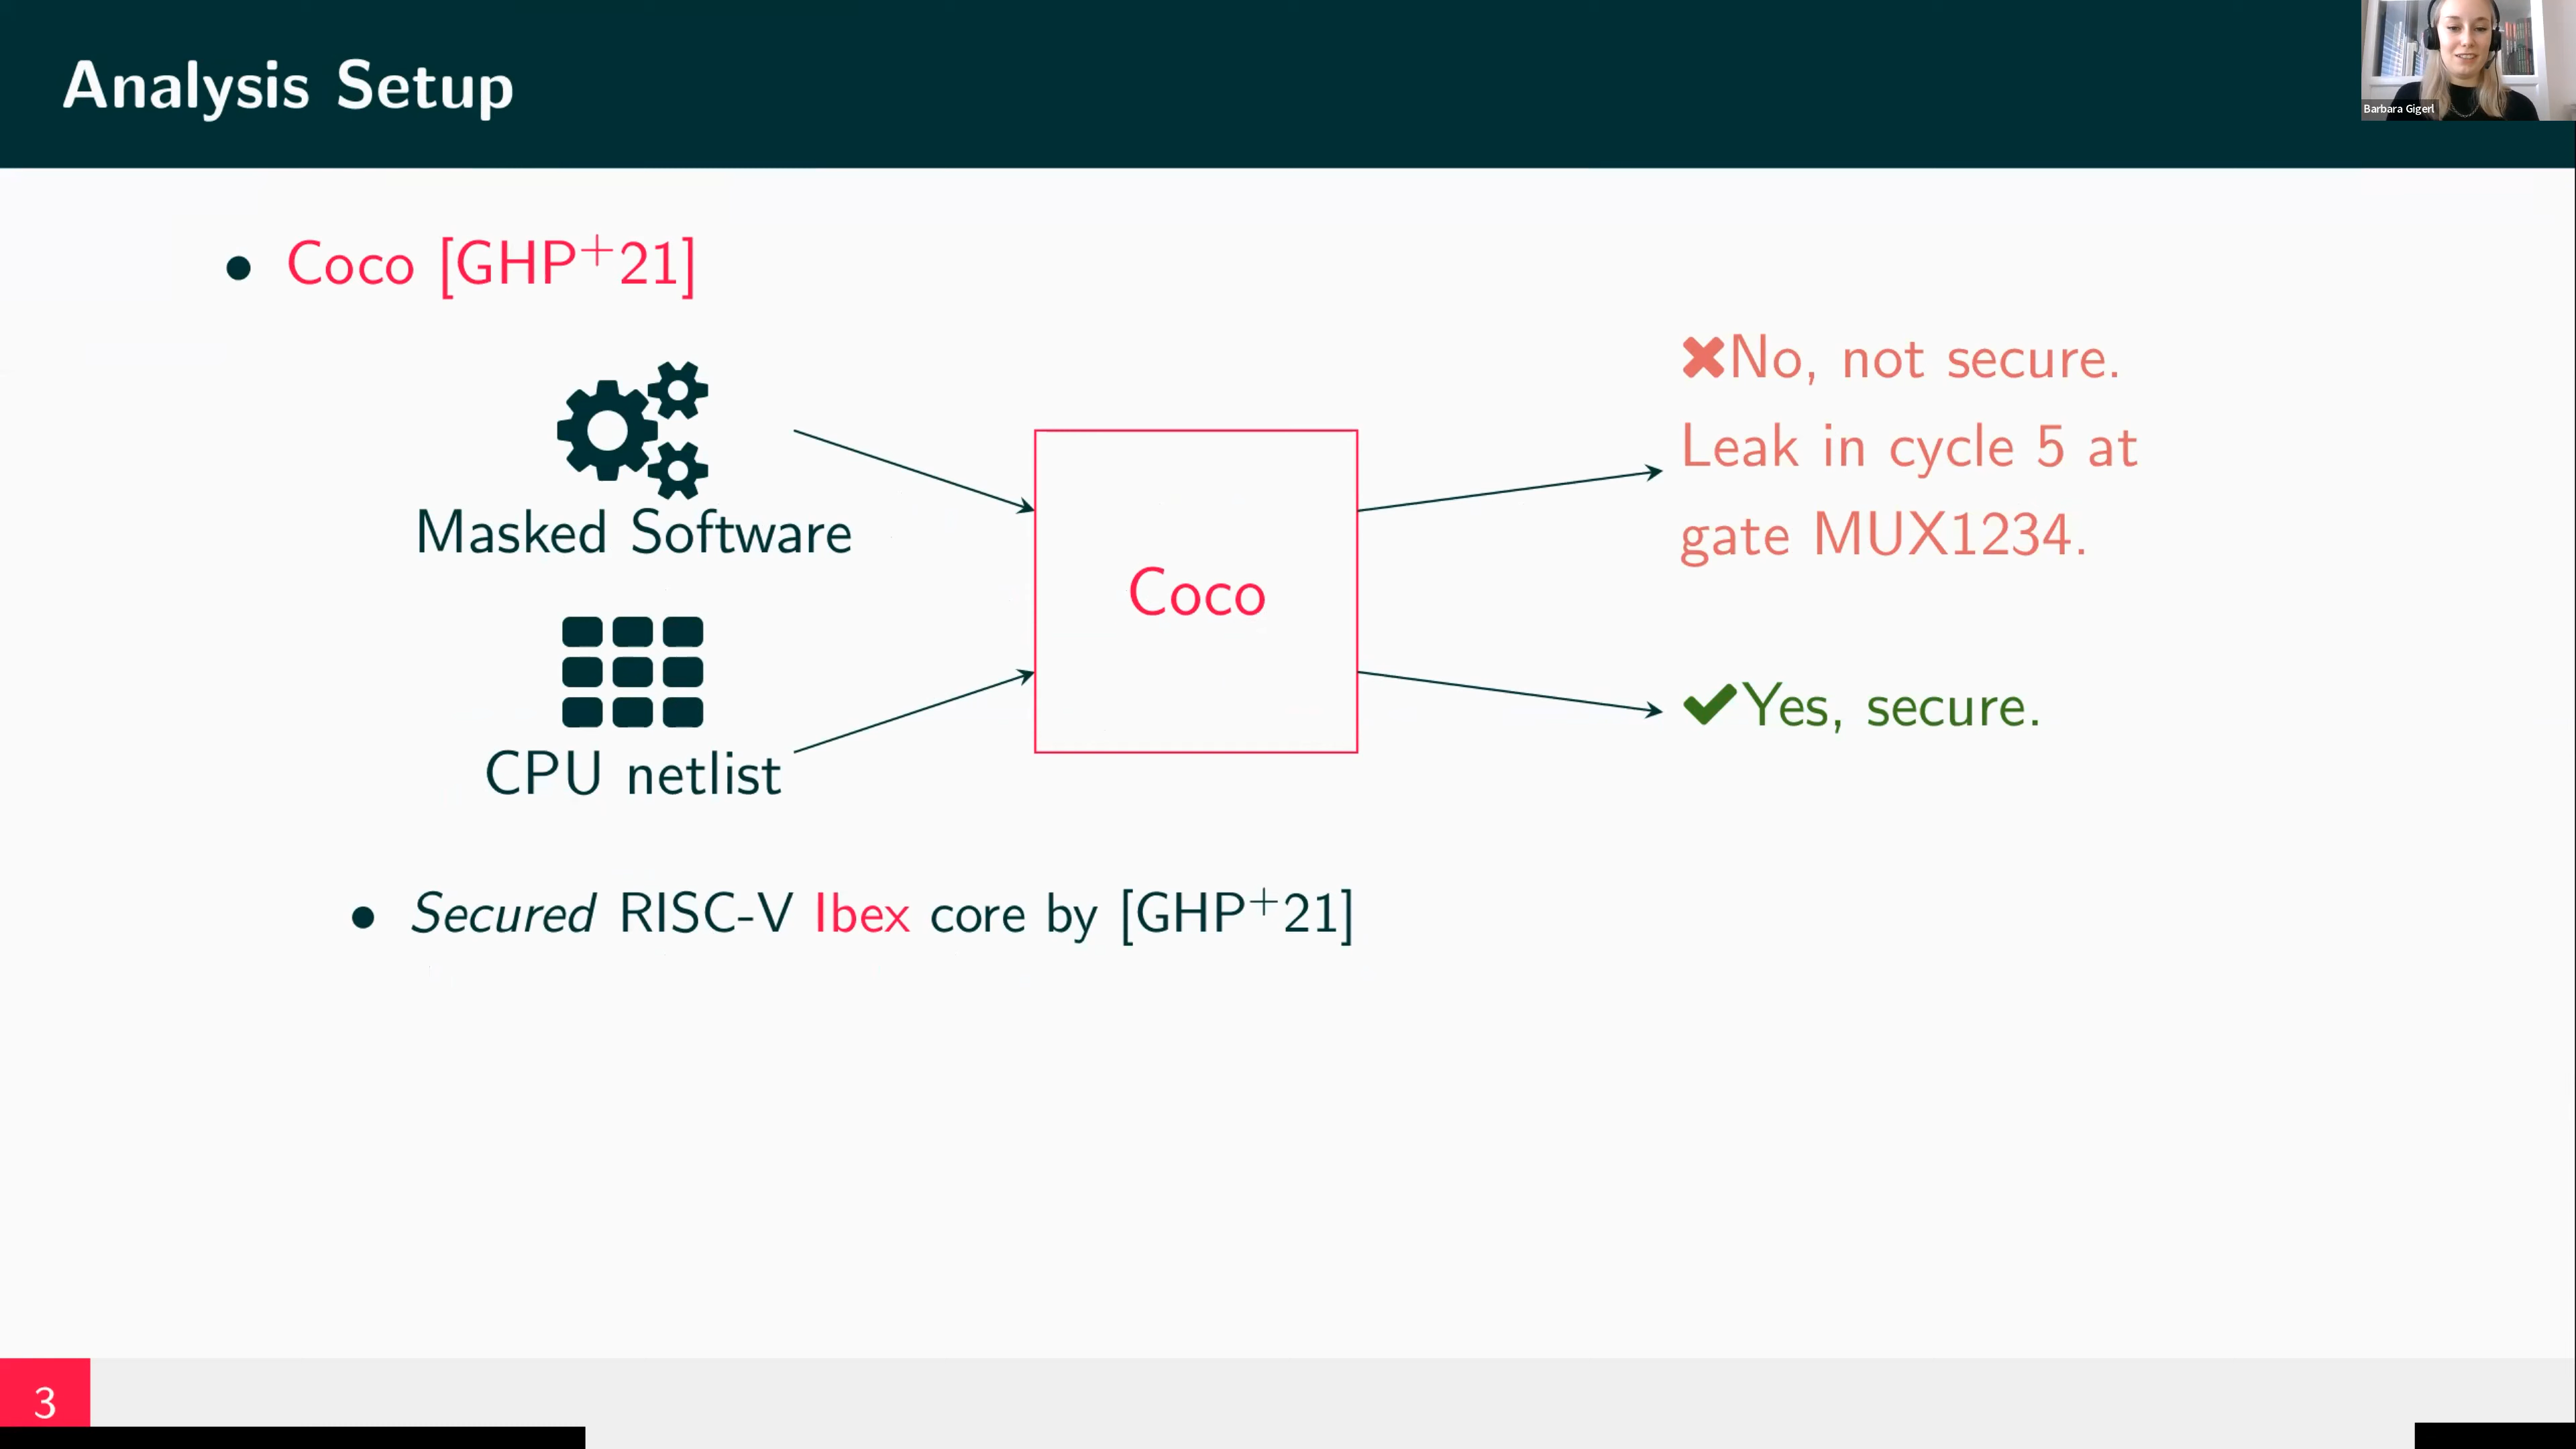 Analysis Setup
Barbara Gigerl
• Coco [GHP⁺21]
Masked Software
CPU netlist
Coco
✖No, not secure.
Leak in cycle 5 at
gate MUX1234.
✔Yes, secure.
• Secured RISC-V Ibex core by [GHP⁺21]
3